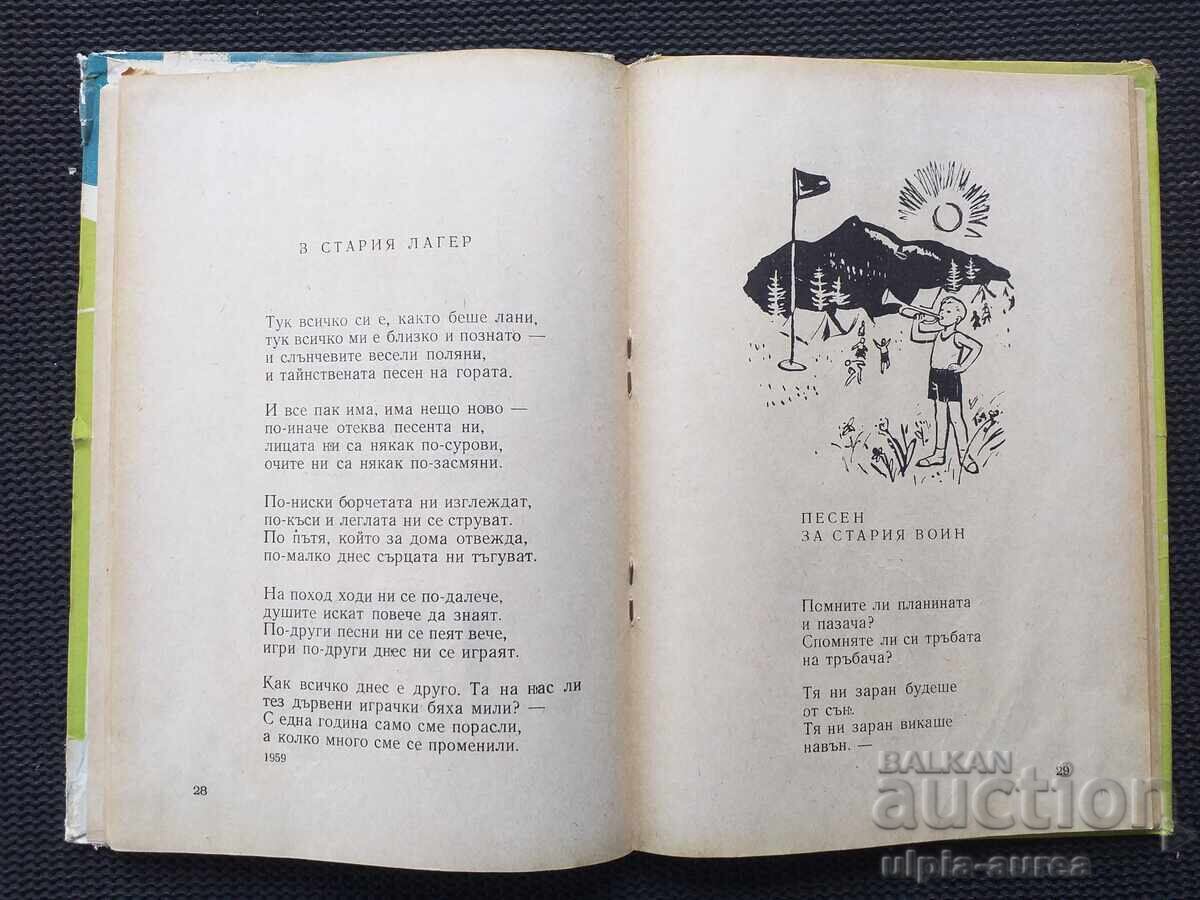 В СТАРИЯ ЛАГЕР
Тук всичко си е, както беше лани,
тук всичко ми е близко и познато —
и слънчевите весели поляни,
и тайнствената песен на гората.
И все пак има, има нещо ново —
по-иначе отеква песента ни,
лицата ни са някак по-сурови,
очите ни са някак по-засмяни.
По-ниски борчетата ни изглеждат,
по-къси и леглата ни се струват.
По пътя, който за дома отвежда,
по-малко днес сърцата ни тъгуват.
На поход ходи ни се по-далече,
душите искат повече да знаят.
По-други песни ни се пеят вече,
игри по-други днес ни се играят.
Как всичко днес е друго. Та на нас ли
тез дървени играчки бяха мили? —
С една година само сме порасли,
а колко много сме се променили.
1959
28
ПЕСЕН
ЗА СТАРИЯ ВОИН
Помните ли планината
и пазача?
Спомняте ли си тръбата
на тръбача?
Тя ни заран будеше
от сън.
Тя ни заран викаше
навън. —
29
BALKAN
auction
ulpia-aurea